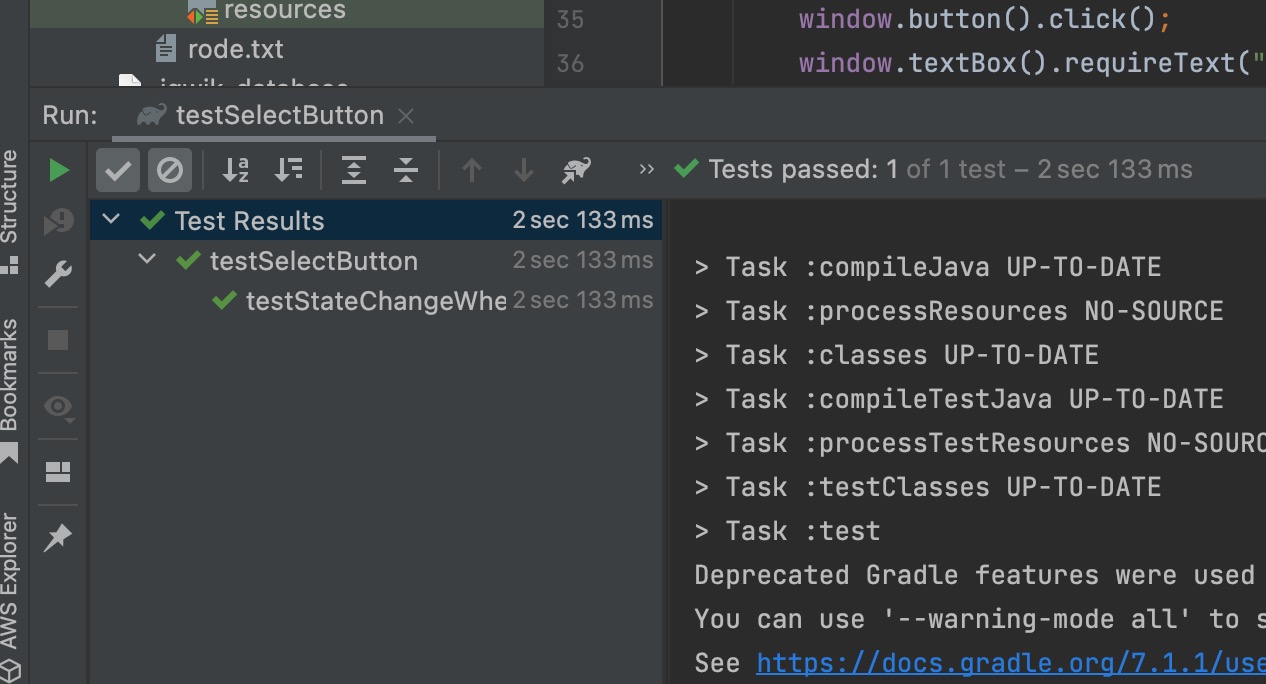 resources
rode.txt
35 window.button().click();
36 window.textBox().requireText("
Run: testSelectButton
Tests passed: 1 of 1 test – 2 sec 133 ms
Test Results 2 sec 133 ms
testSelectButton 2 sec 133 ms
testStateChangeWhe 2 sec 133 ms
> Task :compileJava UP-TO-DATE
> Task :processResources NO-SOURCE
> Task :classes UP-TO-DATE
> Task :compileTestJava UP-TO-DATE
> Task :processTestResources NO-SOURC
> Task :testClasses UP-TO-DATE
> Task :test
Deprecated Gradle features were used
You can use '--warning-mode all' to s
See https://docs.gradle.org/7.1.1/use
Structure
Bookmarks
AWS Explorer